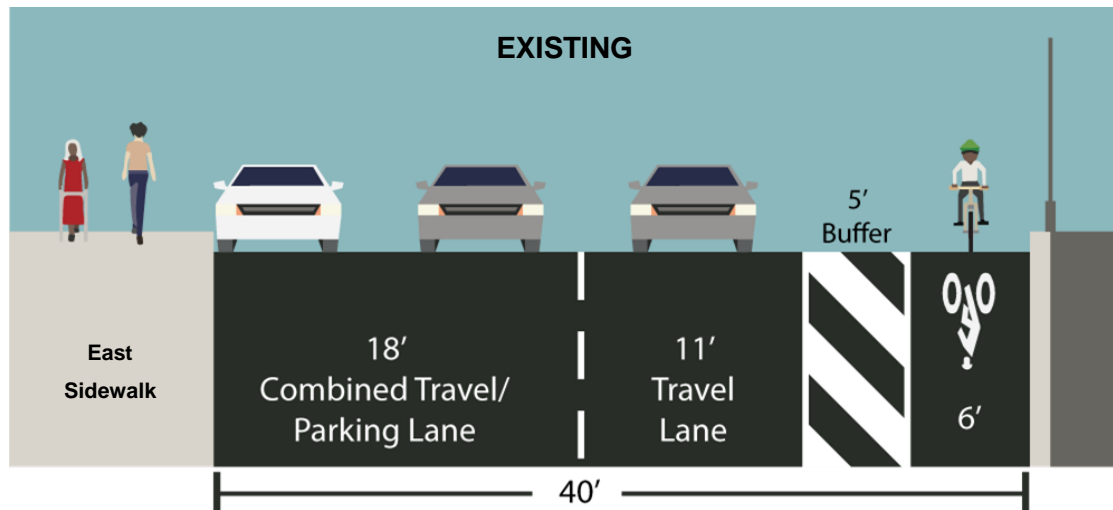 EXISTING
5’
Buffer
East
Sidewalk
18’
Combined Travel/
Parking Lane
11’
Travel
Lane
6’
40’